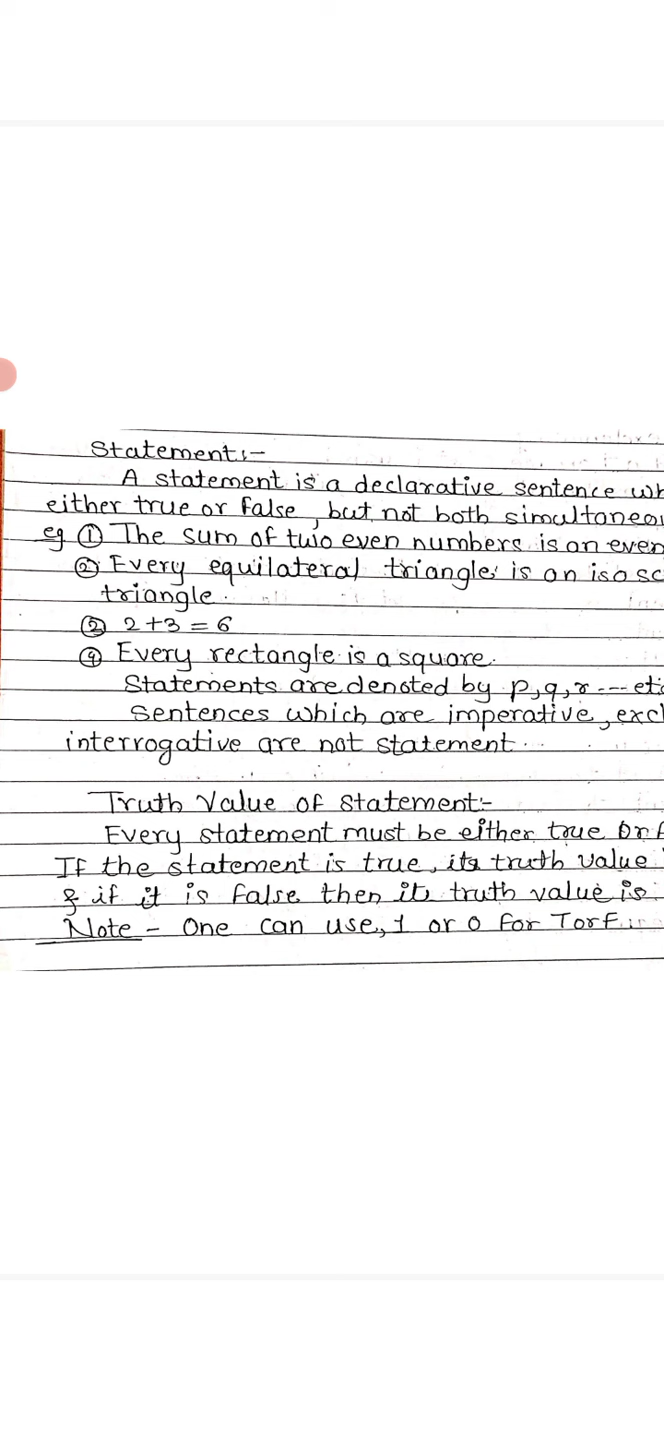 Statement :-
A statement is a declarative sentence wh
either true or false, but not both simultaneou
eg ① The sum of two even numbers is an even
② Every equilateral triangle is an isosc
triangle.
③ 2+3 = 6
④ Every rectangle is a square.
Statements are denoted by p,q,r --- etc
Sentences which are imperative, excl
interrogative are not statement.
Truth Value of Statement:-
Every statement must be either true or f
If the statement is true, its truth value
& if it is false then its truth value is
Note - One can use, 1 or 0 for T or F